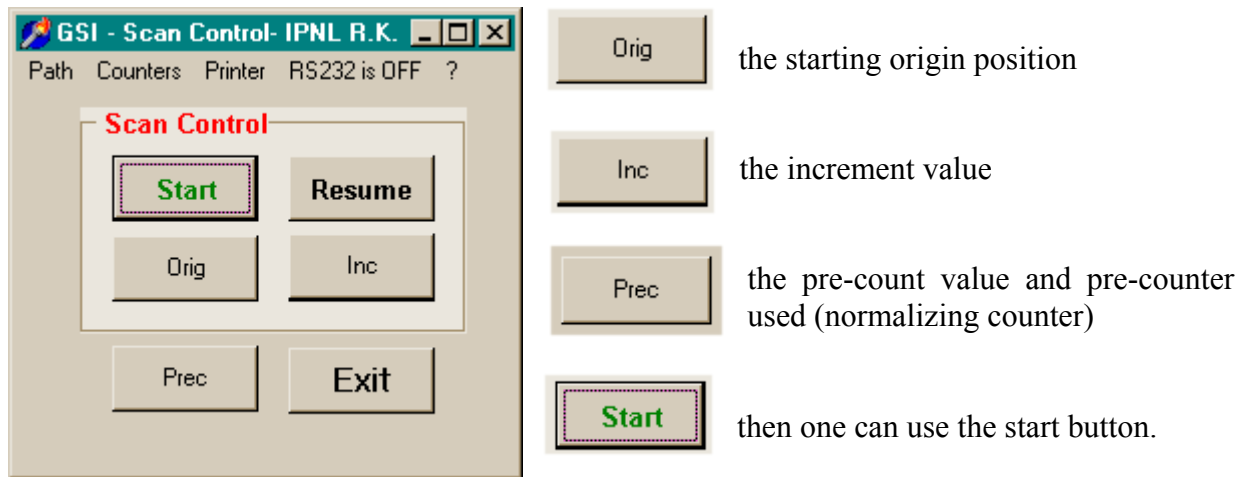 GSI - Scan Control- IPNL R.K.
Path Counters Printer RS232 is OFF ?
Scan Control
Start Resume
Orig Inc
Prec Exit
Orig the starting origin position
Inc the increment value
Prec the pre-count value and pre-counter
used (normalizing counter)
Start then one can use the start button.